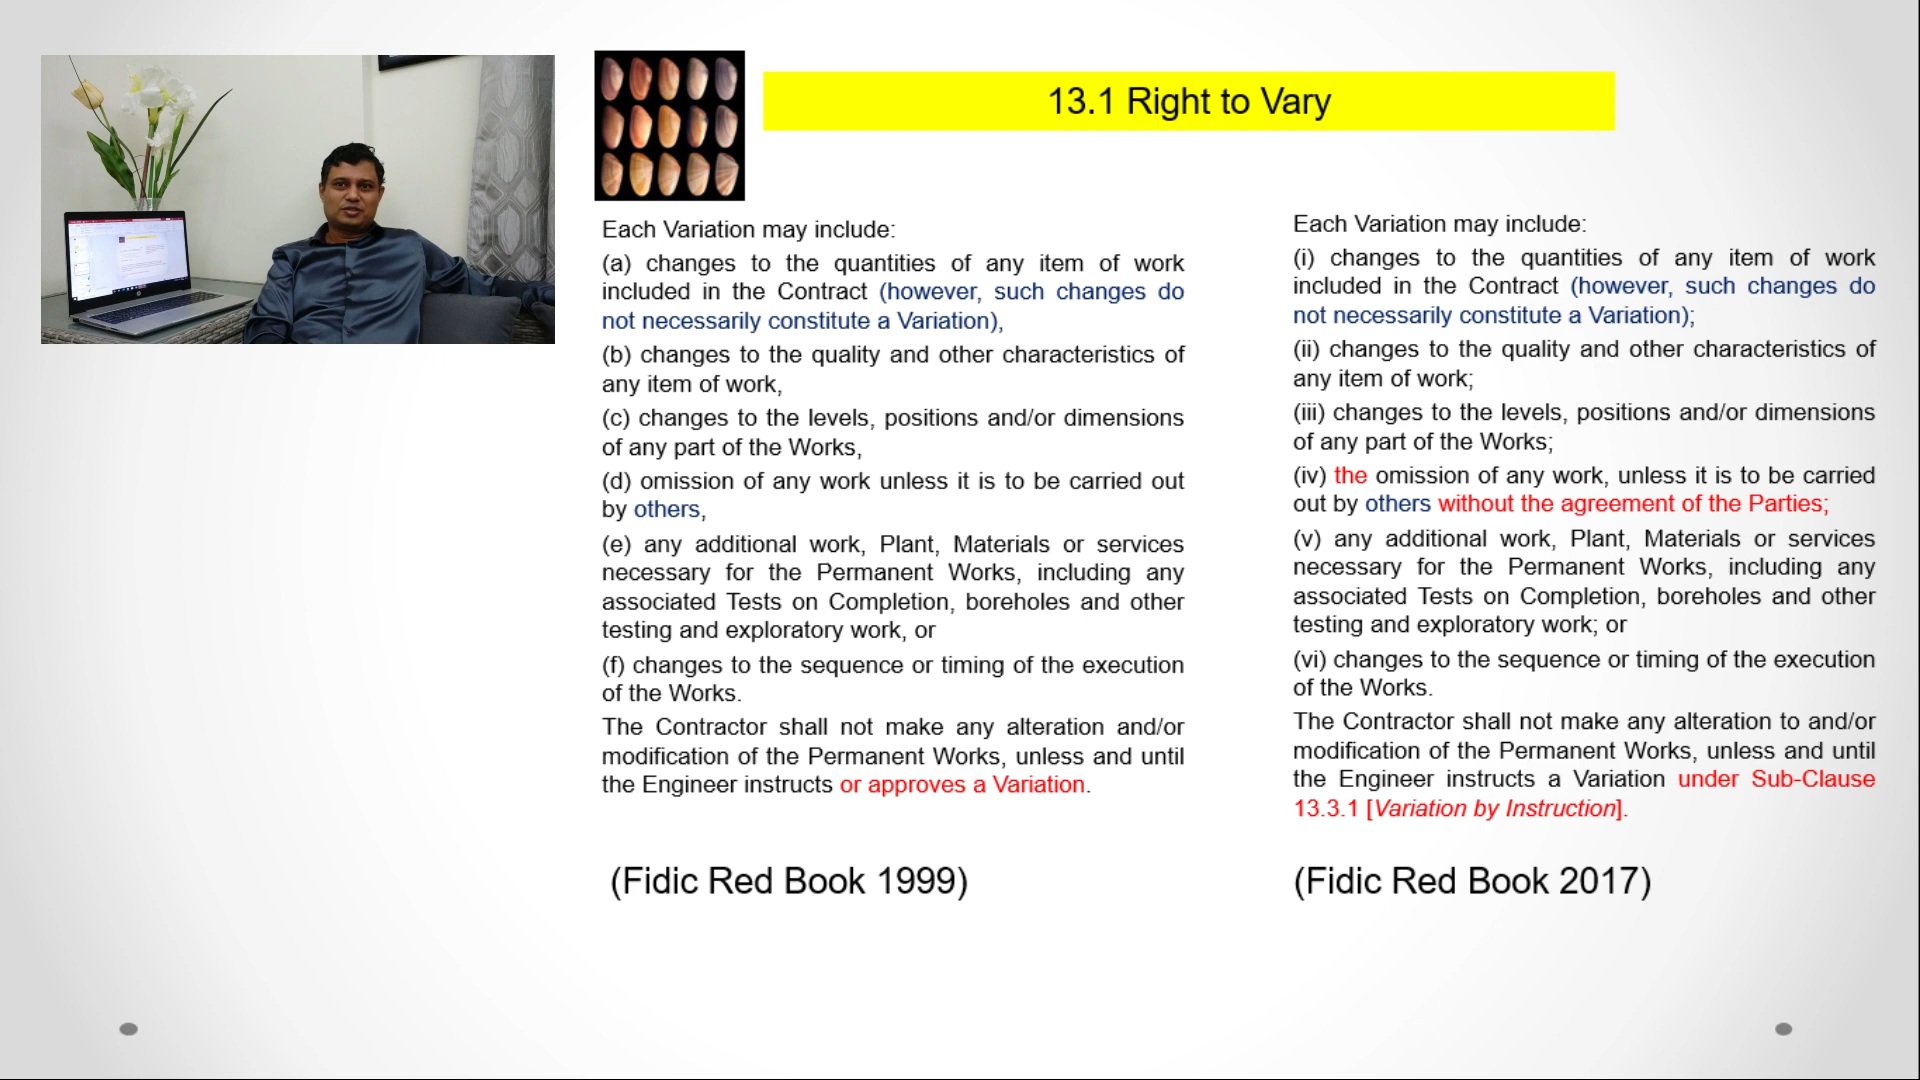 13.1 Right to Vary
Each Variation may include:
(a) changes to the quantities of any item of work
included in the Contract (however, such changes do
not necessarily constitute a Variation),
(b) changes to the quality and other characteristics of
any item of work,
(c) changes to the levels, positions and/or dimensions
of any part of the Works,
(d) omission of any work unless it is to be carried out
by others,
(e) any additional work, Plant, Materials or services
necessary for the Permanent Works, including any
associated Tests on Completion, boreholes and other
testing and exploratory work, or
(f) changes to the sequence or timing of the execution
of the Works.
The Contractor shall not make any alteration and/or
modification of the Permanent Works, unless and until
the Engineer instructs or approves a Variation.
(Fidic Red Book 1999)
Each Variation may include:
(i) changes to the quantities of any item of work
included in the Contract (however, such changes do
not necessarily constitute a Variation);
(ii) changes to the quality and other characteristics of
any item of work;
(iii) changes to the levels, positions and/or dimensions
of any part of the Works;
(iv) the omission of any work, unless it is to be carried
out by others without the agreement of the Parties;
(v) any additional work, Plant, Materials or services
necessary for the Permanent Works, including any
associated Tests on Completion, boreholes and other
testing and exploratory work; or
(vi) changes to the sequence or timing of the execution
of the Works.
The Contractor shall not make any alteration to and/or
modification of the Permanent Works, unless and until
the Engineer instructs a Variation under Sub-Clause
13.3.1 [Variation by Instruction].
(Fidic Red Book 2017)